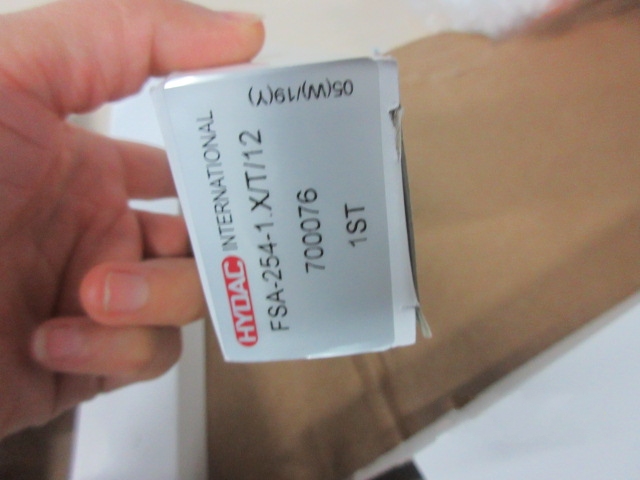 HYDAC INTERNATIONAL
FSA-254-1.X/T/12
700076
1ST
05(W)/19(Y)